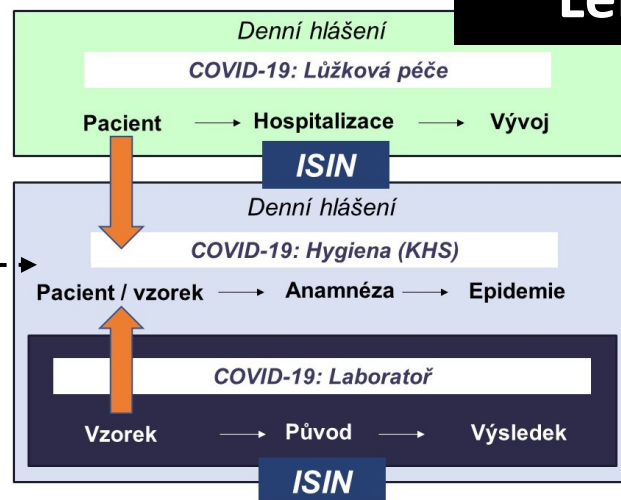 Denní hlášení
COVID-19: Lůžková péče
Pacient Hospitalizace Vývoj
ISIN
Denní hlášení
COVID-19: Hygiena (KHS)
Pacient / vzorek Anamnéza Epidemie
COVID-19: Laboratoř
Vzorek Původ Výsledek
ISIN